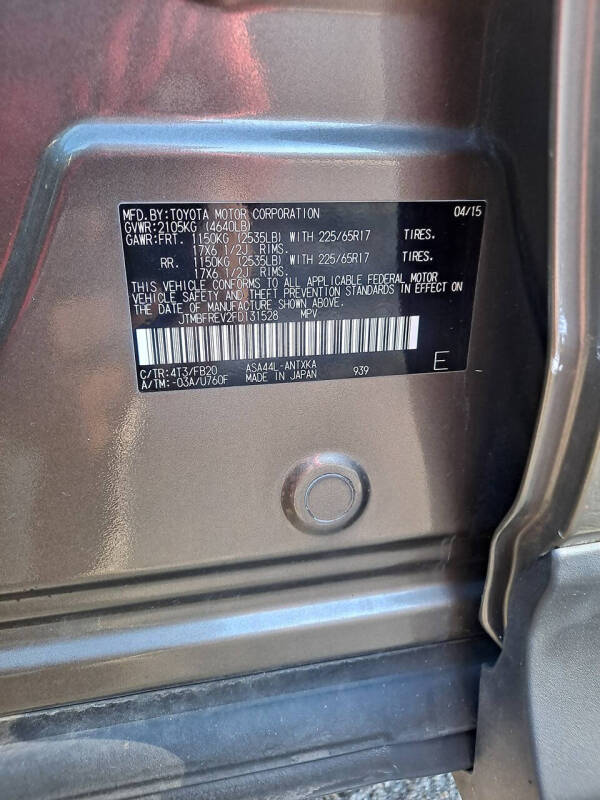 MFD.BY:TOYOTA MOTOR CORPORATION 04/15
GVWR:2105KG (4640LB)
GAWR:FRT. 1150KG (2535LB) WITH 225/65R17 TIRES.
17X6 1/2J RIMS.
RR. 1150KG (2535LB) WITH 225/65R17 TIRES.
17X6 1/2J RIMS.
THIS VEHICLE CONFORMS TO ALL APPLICABLE FEDERAL MOTOR
VEHICLE SAFETY AND THEFT PREVENTION STANDARDS IN EFFECT ON
THE DATE OF MANUFACTURE SHOWN ABOVE.
JTMBFREV2FD131528 MPV
C/TR:4T3/FB20 ASA44L-ANTXKA 939 E
A/TM:-03A/U760F MADE IN JAPAN